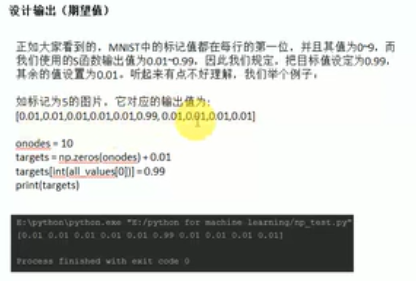 设计输出（期望值）
正如大家看到的，MNIST中的标记值都在每行的第一位，并且其值为0~9，而
我们使用的S函数输出值为0.01~0.99，因此我们规定，把目标值设定为0.99，
其余的值设置为0.01，听起来有点不好理解，我们举个例子：
如标记为5的图片，它对应的输出值为：
[0.01,0.01,0.01,0.01,0.01,0.99, 0.01,0.01,0.01,0.01]
onodes = 10
targets = np.zeros(onodes) + 0.01
targets[int(all_values[0])] = 0.99
print(targets)
E:\python\python.exe "E:/python for machine learning/np_test.py"
[0.01 0.01 0.01 0.01 0.01 0.99 0.01 0.01 0.01 0.01]
Process finished with exit code 0